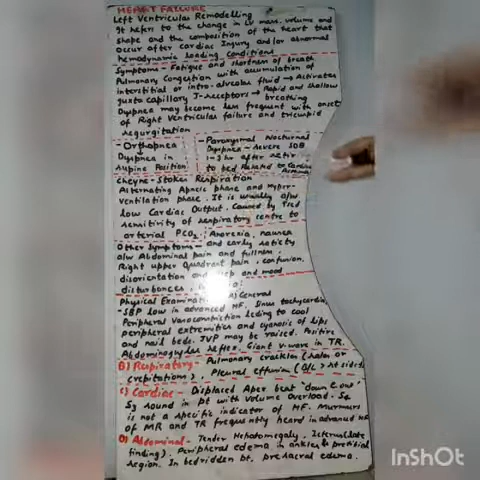 HEART FAILURE
Left Ventricular Remodelling
It refers to the change in LV mass, volume and
shape and the composition of the heart that
occur after cardiac Injury and/or abnormal
hemodynamic loading conditions.
Symptoms - Fatigue and shortness of breath
Pulmonary Congestion with accumulation of
interstitial or intra-alveolar fluid → Activates
Juxta capillary J-receptors → Rapid and shallow
breathing
Dyspnea may become less frequent with onset
of Right Ventricular failure and tricuspid
regurgitation
Orthopnea
Dyspnea in
supine Position
- Paroxysmal Nocturnal
Dyspnea - Severe SOB
1-3 hr after
to bed Related to Cardiac
Cheyne-Stokes Respiration
Alternating Apneic phase and Hyper-
ventilation phase. It is usually a/w
low Cardiac Output. Caused by
sensitivity of respiratory centre to
arterial PCO2
Other Symptoms - Anorexia, nausea
and early satiety
a/w Abdominal pain and fullness.
Right upper Quadrant pain, confusion,
disorientation and and mood
disturbances
Physical General
- SBP low in advanced HF. Sinus tachycardia,
Peripheral Vasoconstriction leding to cool
peripheral extremities and cyanosis of lips
and nail beds. JVP may be raised. Positive
Abdominojugular reflex. Giant V-wave in TR.
B) Respiratory - Pulmonary crackles (rales or
crepitations). Pleural effusion (B/L)
C) Cardiac - Displaced Apex beat "down & out"
S3 sound in pt with volume overload. S4
is not a specific indicator of HF. Murmurs
of MR and TR frequently heard in advanced HF
D) Abdominal - Tender Hepatomegaly, Icterus (late
finding). Peripheral edema in ankles & pretibial
region. In bedridden pt. presacral edema.
InShOt